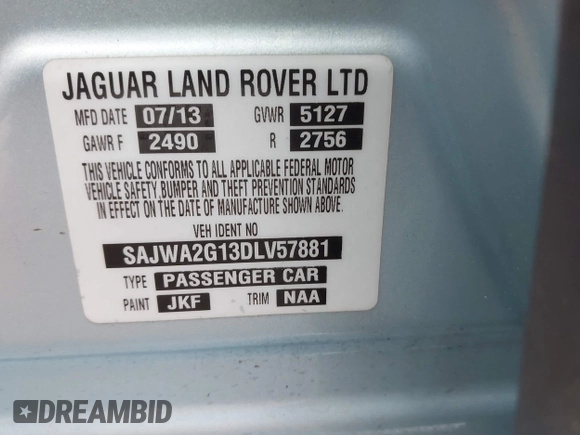 JAGUAR LAND ROVER LTD
MFD DATE 07/13 GVWR 5127
GAWR F 2490 R 2756
THIS VEHICLE CONFORMS TO ALL APPLICABLE FEDERAL MOTOR
VEHICLE SAFETY, BUMPER AND THEFT PREVENTION STANDARDS
IN EFFECT ON THE DATE OF MANUFACTURE SHOWN ABOVE.
VEH IDENT NO
SAJWA2G13DLV57881
TYPE PASSENGER CAR
PAINT JKF TRIM NAA
DREAMBID